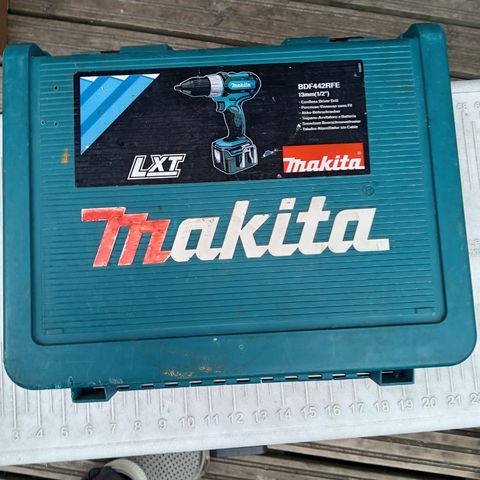 makita
BDF442RFE
13mm(1/2")
• Cordless Driver Drill
LXT
makita
makita®
3 4 5 6 7 8 9 10 11 12 13 14 15 16 17 18 19 20 21